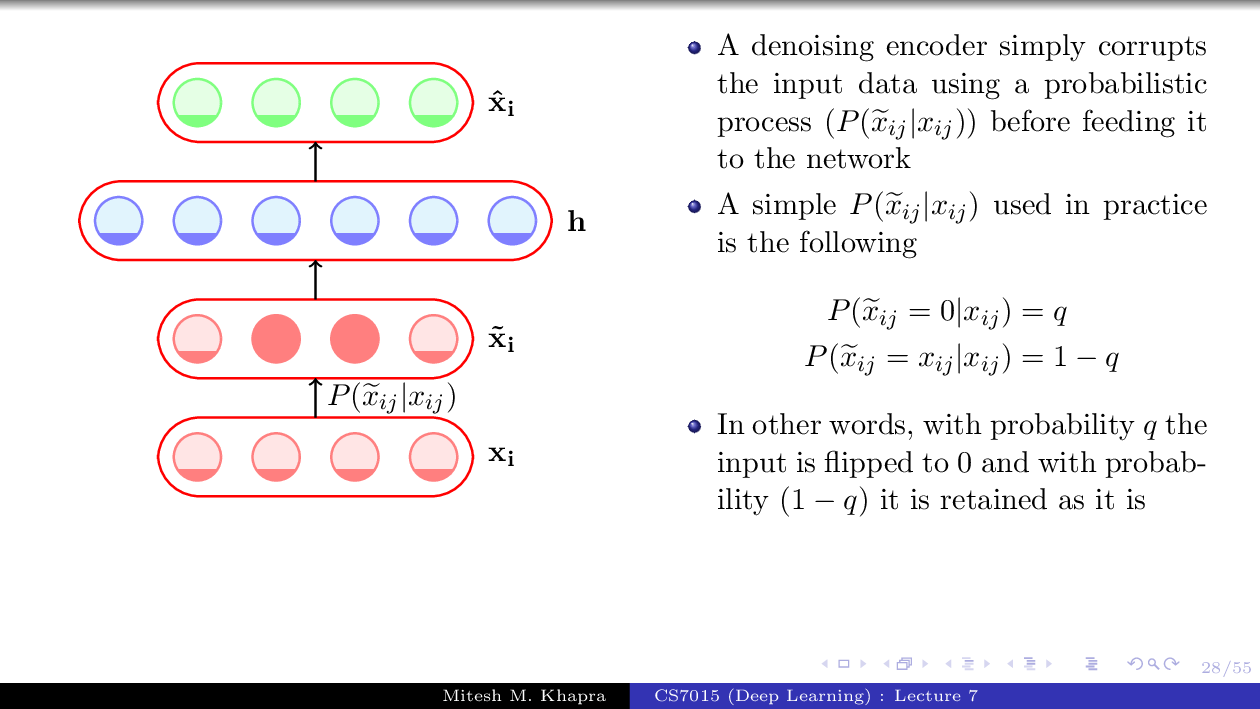 x̂ᵢ
h
x̃ᵢ
P(x̃ᵢⱼ|xᵢⱼ)
xᵢ
A denoising encoder simply corrupts
the input data using a probabilistic
process (P(x̃ᵢⱼ|xᵢⱼ)) before feeding it
to the network
A simple P(x̃ᵢⱼ|xᵢⱼ) used in practice
is the following
P(x̃ᵢⱼ = 0|xᵢⱼ) = q
P(x̃ᵢⱼ = xᵢⱼ|xᵢⱼ) = 1 − q
In other words, with probability q the
input is flipped to 0 and with probab-
ility (1 − q) it is retained as it is
28/55
Mitesh M. Khapra
CS7015 (Deep Learning) : Lecture 7